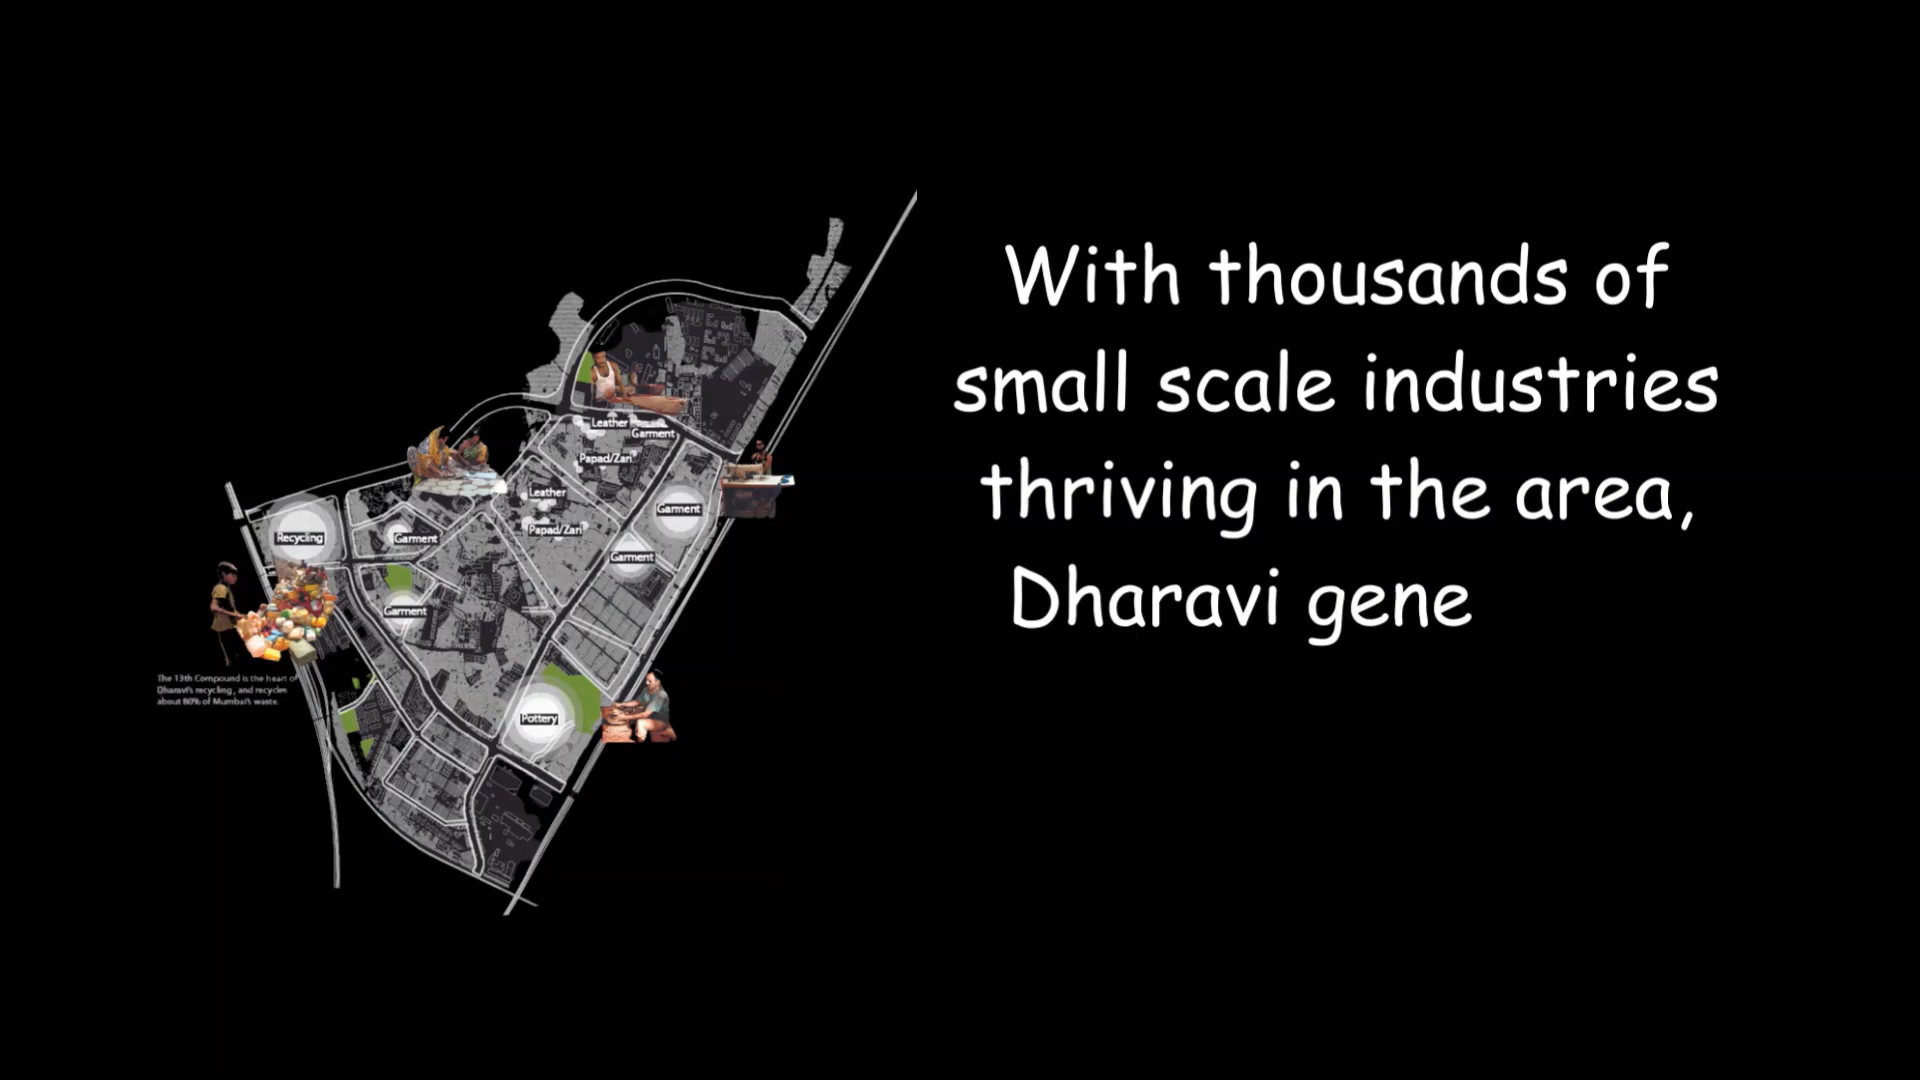 With thousands of
small scale industries
thriving in the area,
Dharavi gene
Leather
Garment
Papad/Zari
Leather
Garment
Papad/Zari
Recycling
Garment
Garment
Garment
Pottery
The 13th Compound is the heart of
Dharavi's recycling, and recycles
about 80% of Mumbai's waste.